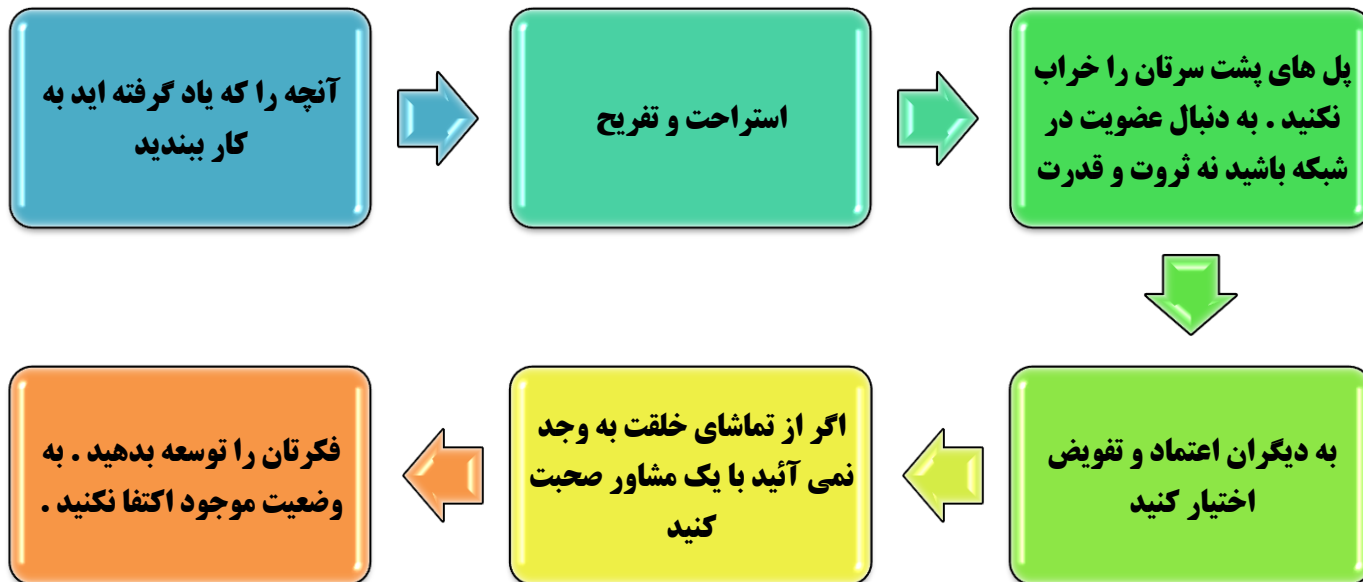 آنچه را که یاد گرفته اید به
کار ببندید
استراحت و تفریح
پل های پشت سرتان را خراب
نکنید . به دنبال عضویت در
شبکه باشید نه ثروت و قدرت
به دیگران اعتماد و تفویض
اختیار کنید
اگر از تماشای خلقت به وجد
نمی آئید با یک مشاور صحبت
کنید
فکرتان را توسعه بدهید . به
وضعیت موجود اکتفا نکنید .